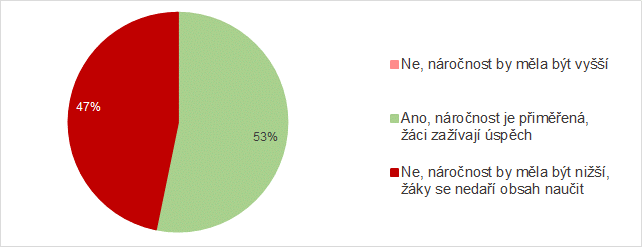 Ne, náročnost by měla být vyšší
47%
Ano, náročnost je přiměřená,
žáci zažívají úspěch
53%
Ne, náročnost by měla být nižší,
žáky se nedaří obsah naučit